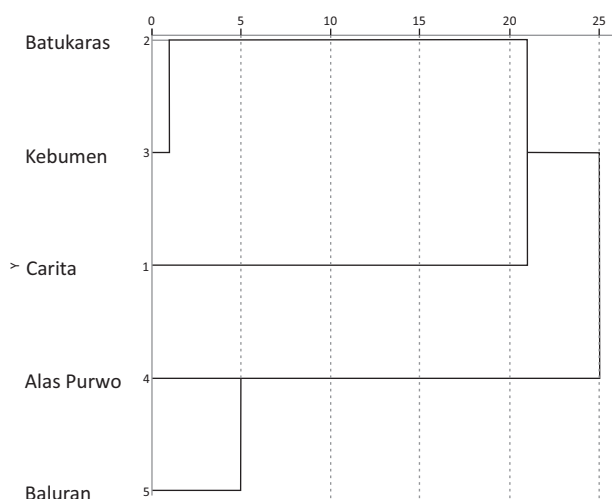 0 5 10 15 20 25
Batukaras 2
Kebumen 3
Y Carita 1
Alas Purwo 4
Baluran 5